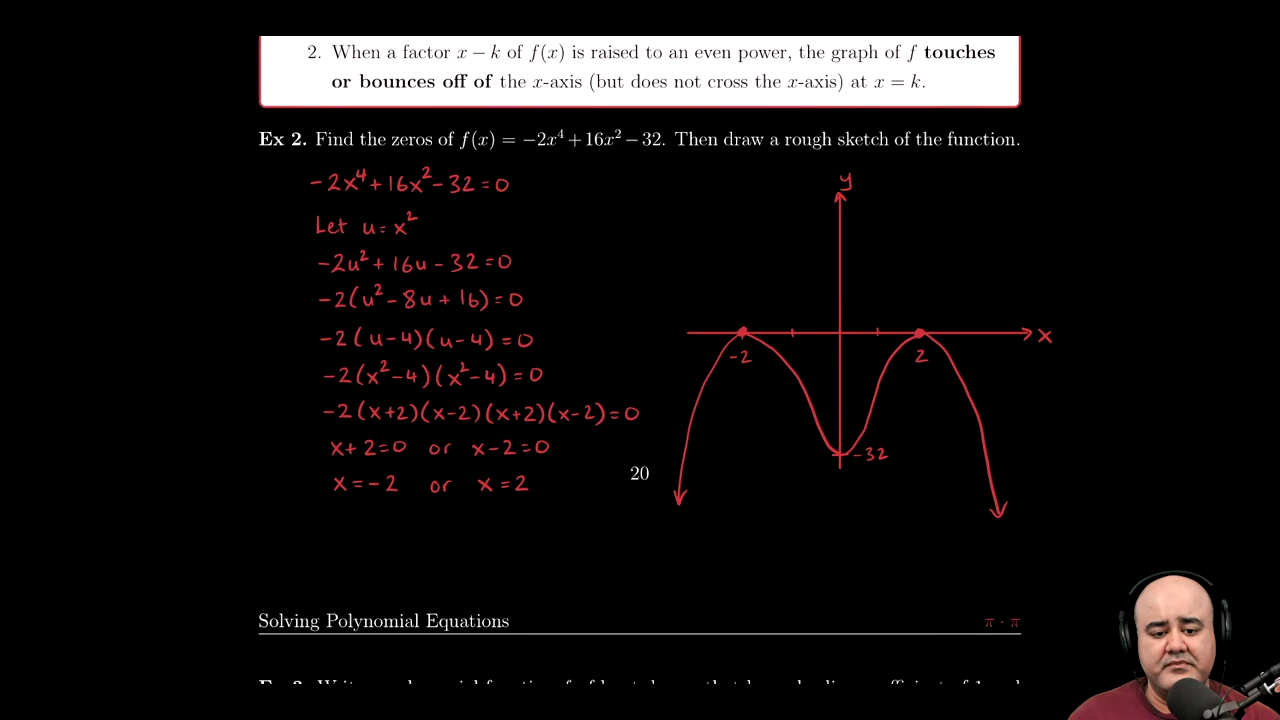 2. When a factor x − k of f(x) is raised to an even power, the graph of f touches
or bounces off of the x-axis (but does not cross the x-axis) at x = k.
Ex 2. Find the zeros of f(x) = −2x⁴ + 16x² − 32. Then draw a rough sketch of the function.
-2x⁴ + 16x² - 32 = 0
Let u = x²
-2u² + 16u - 32 = 0
-2(u² - 8u + 16) = 0
-2(u-4)(u-4) = 0
-2(x²-4)(x²-4) = 0
-2(x+2)(x-2)(x+2)(x-2) = 0
x+2=0 or x-2=0
x=-2 or x=2
y
x
-2
2
-32
20
Solving Polynomial Equations
π · π